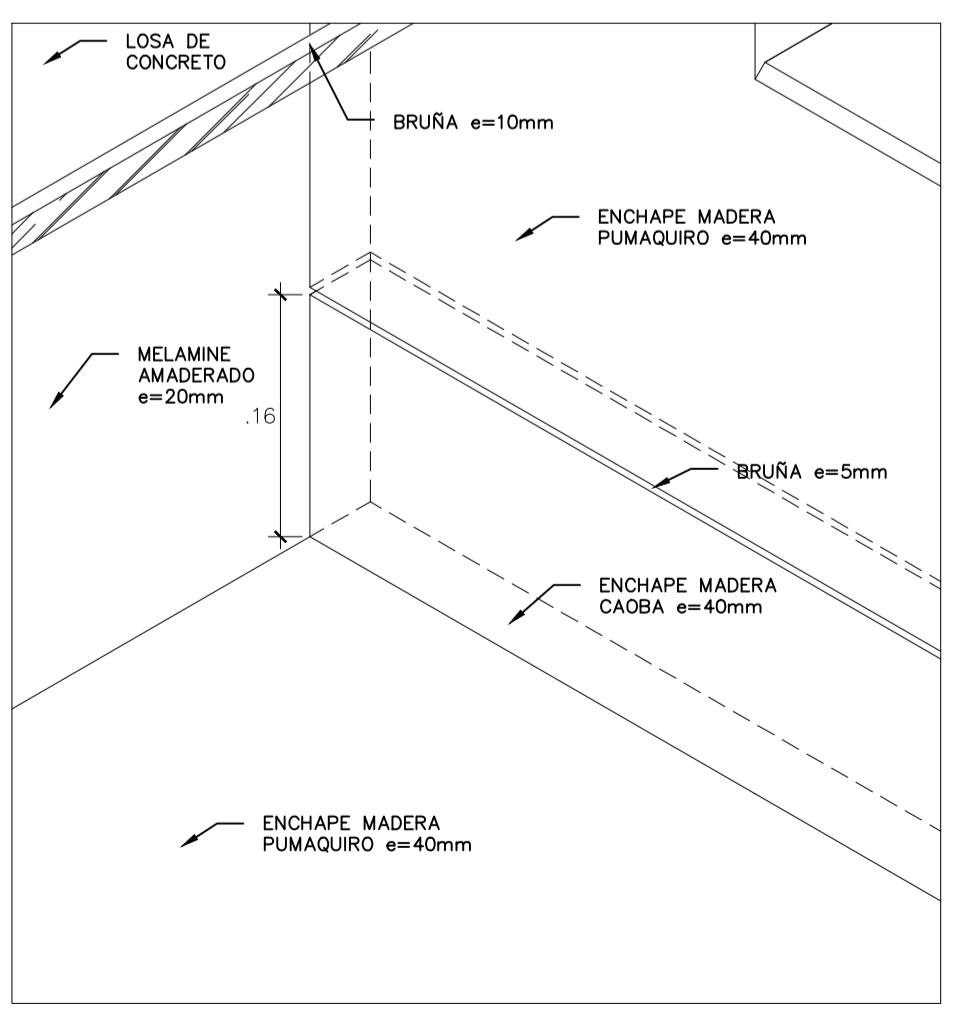 LOSA DE
CONCRETO
BRUÑA e=10mm
ENCHAPE MADERA
PUMAQUIRO e=40mm
MELAMINE
AMADERADO
e=20mm
.16
BRUÑA e=5mm
ENCHAPE MADERA
CAOBA e=40mm
ENCHAPE MADERA
PUMAQUIRO e=40mm